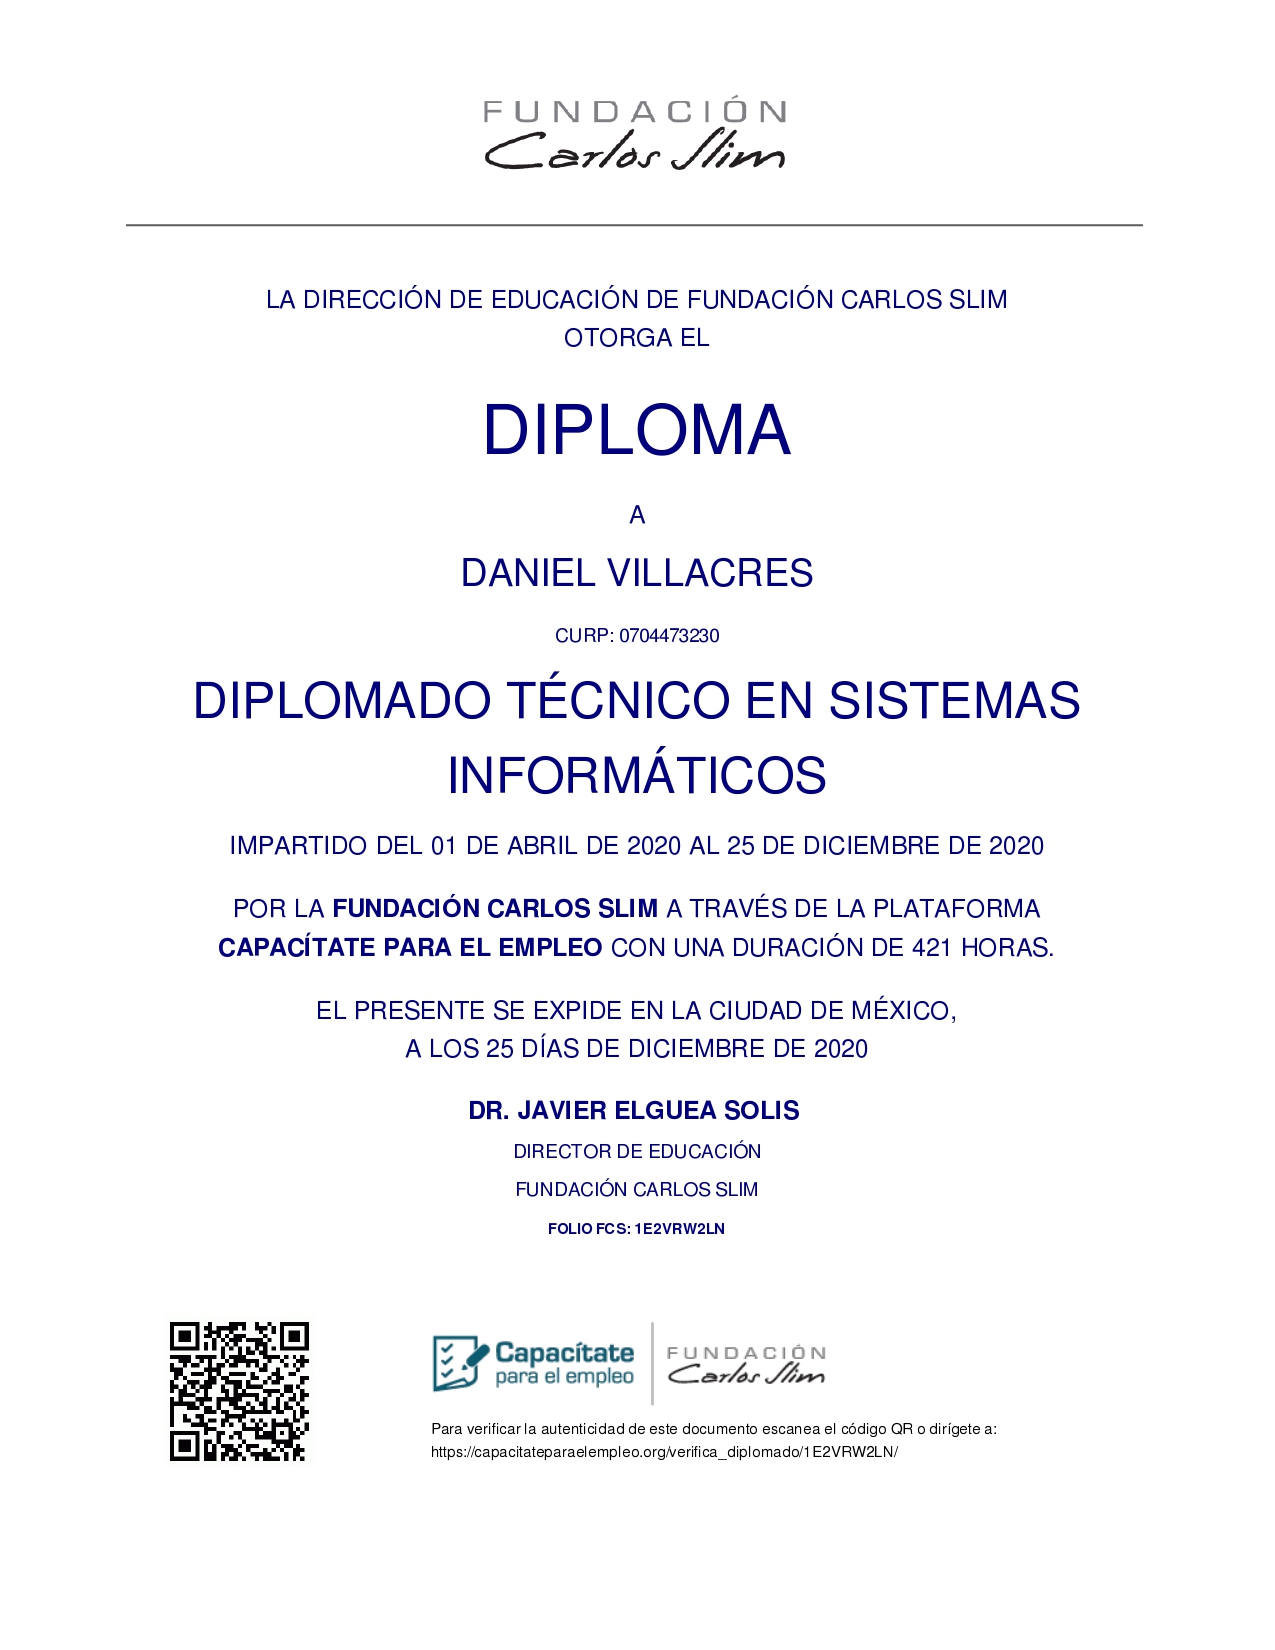 FUNDACIÓN
Carlos Slim
LA DIRECCIÓN DE EDUCACIÓN DE FUNDACIÓN CARLOS SLIM
OTORGA EL
DIPLOMA
A
DANIEL VILLACRES
CURP: 0704473230
DIPLOMADO TÉCNICO EN SISTEMAS
INFORMÁTICOS
IMPARTIDO DEL 01 DE ABRIL DE 2020 AL 25 DE DICIEMBRE DE 2020
POR LA FUNDACIÓN CARLOS SLIM A TRAVÉS DE LA PLATAFORMA
CAPACÍTATE PARA EL EMPLEO CON UNA DURACIÓN DE 421 HORAS.
EL PRESENTE SE EXPIDE EN LA CIUDAD DE MÉXICO,
A LOS 25 DÍAS DE DICIEMBRE DE 2020
DR. JAVIER ELGUEA SOLIS
DIRECTOR DE EDUCACIÓN
FUNDACIÓN CARLOS SLIM
FOLIO FCS: 1E2VRW2LN
Capacítate
para el empleo
FUNDACIÓN
Carlos Slim
Para verificar la autenticidad de este documento escanea el código QR o dirígete a:
https://capacitateparaelempleo.org/verifica_diplomado/1E2VRW2LN/